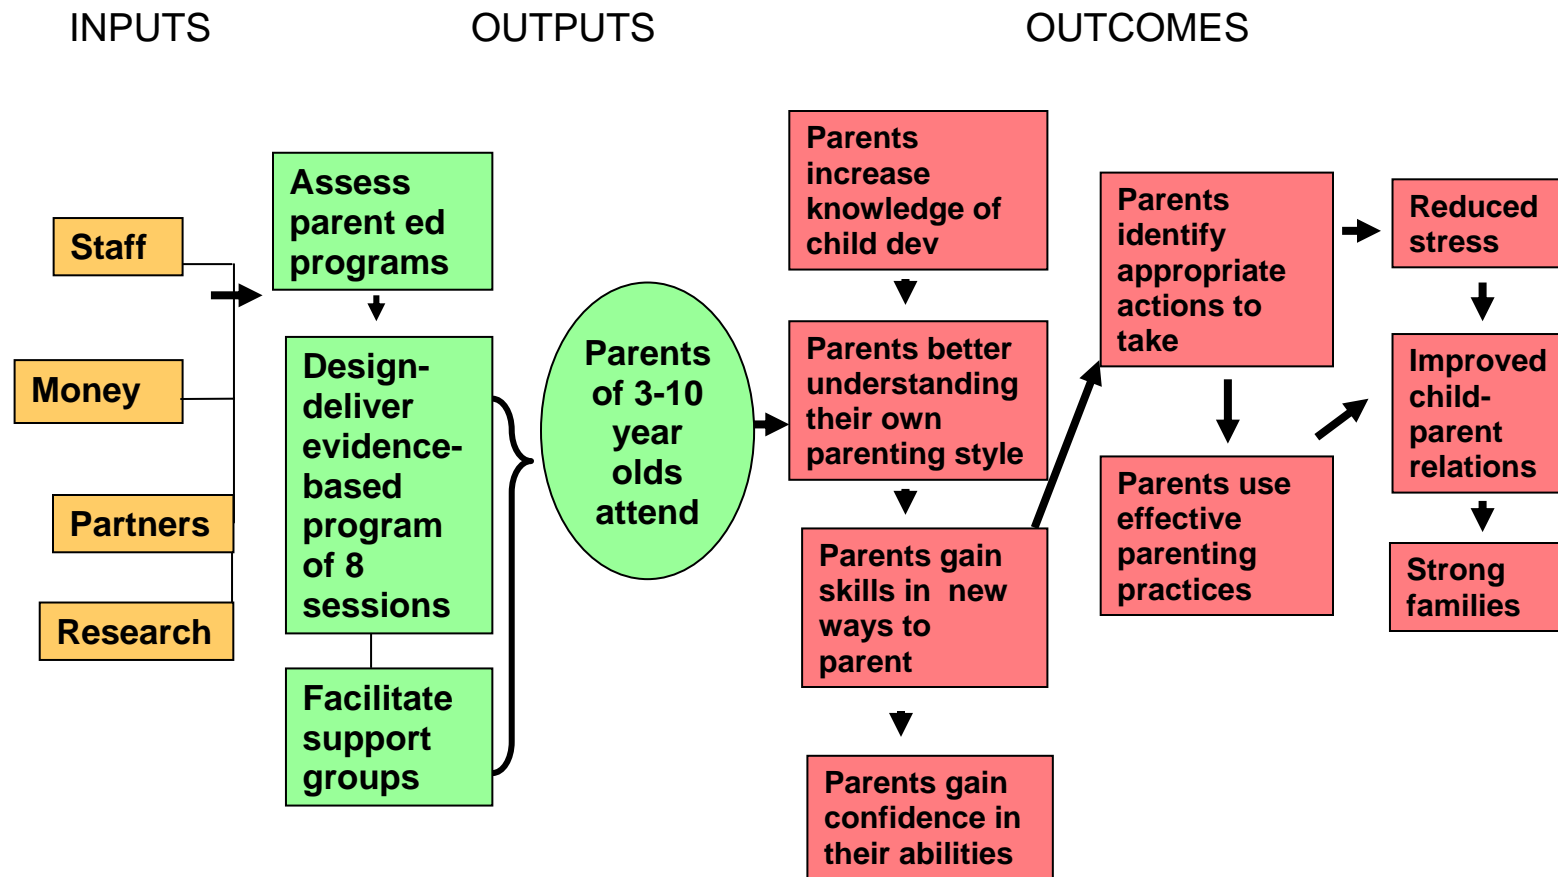 INPUTS
OUTPUTS
OUTCOMES
Staff
Money
Partners
Research
Assess
parent ed
programs
Design-
deliver
evidence-
based
program
of 8
sessions
Facilitate
support
groups
Parents
of 3-10
year
olds
attend
Parents
increase
knowledge of
child dev
Parents better
understanding
their own
parenting style
Parents gain
skills in new
ways to
parent
Parents gain
confidence in
their abilities
Parents
identify
appropriate
actions to
take
Parents use
effective
parenting
practices
Reduced
stress
Improved
child-
parent
relations
Strong
families